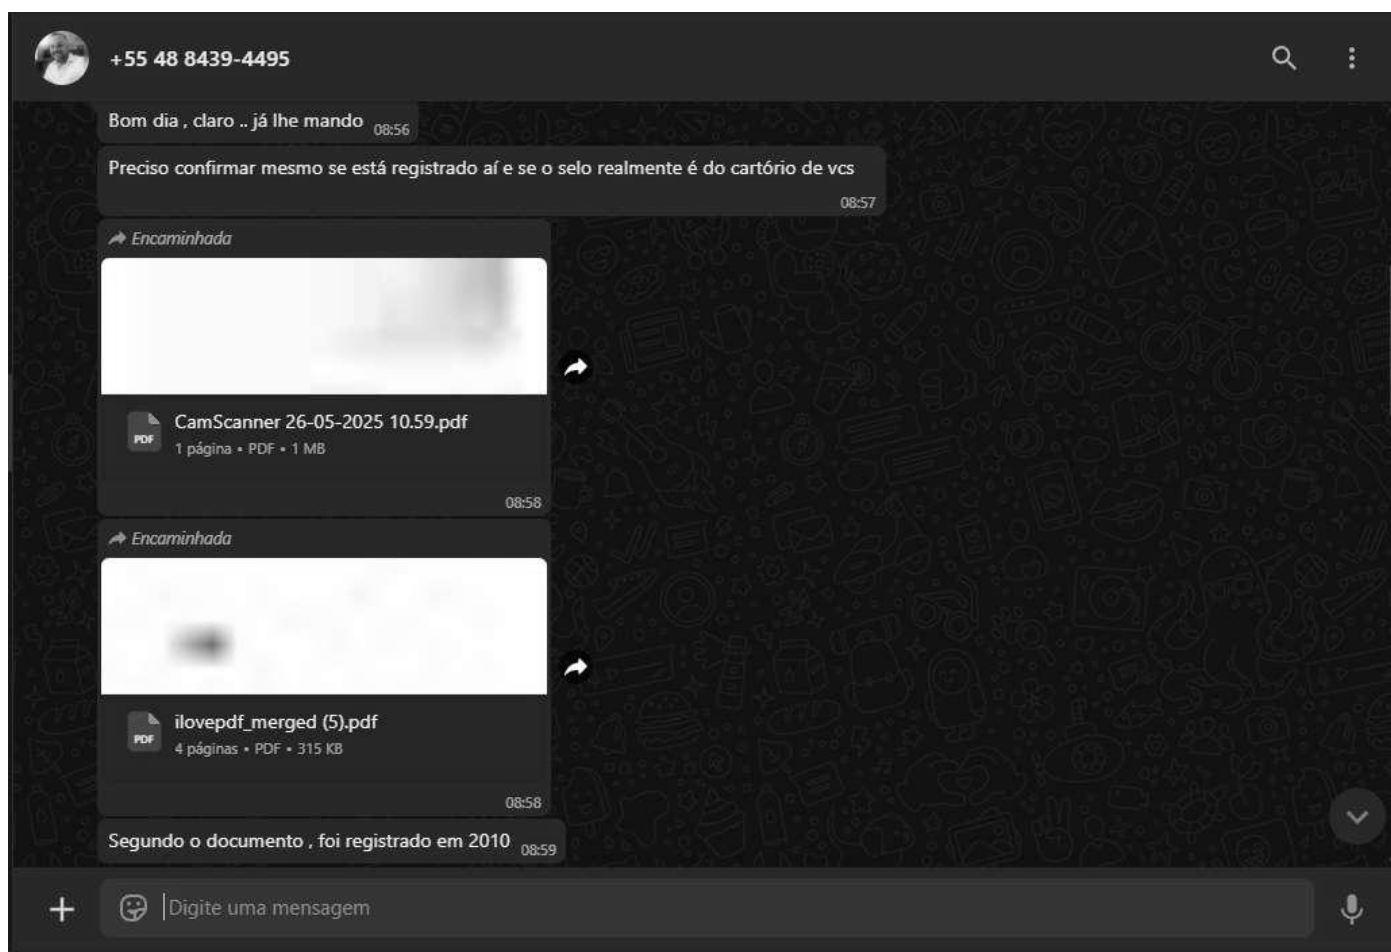 +55 48 8439-4495
Bom dia , claro .. já lhe mando 08:56
Preciso confirmar mesmo se está registrado aí e se o selo realmente é do cartório de vcs
08:57
Encaminhada
CamScanner 26-05-2025 10.59.pdf
PDF
1 página • PDF • 1 MB
08:58
Encaminhada
ilovepdf_merged (5).pdf
PDF
4 páginas • PDF • 315 KB
08:58
Segundo o documento , foi registrado em 2010 08:59
Digite uma mensagem